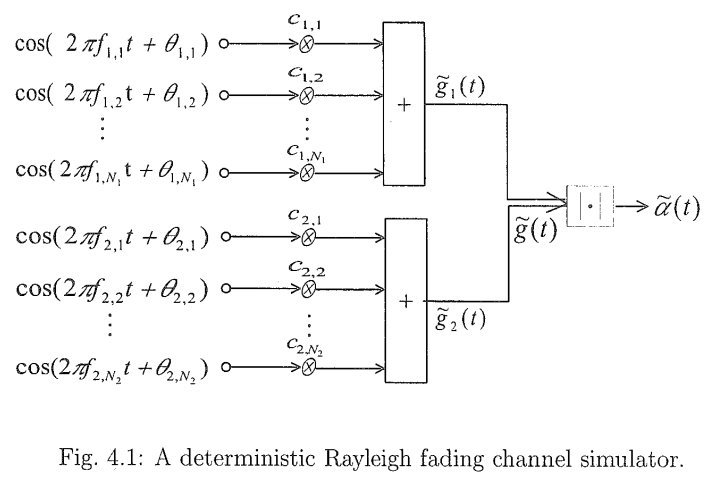 c₁,₁
cos( 2πf₁,₁t + θ₁,₁)
c₁,₂
cos( 2πf₁,₂t + θ₁,₂)
⋮ ⋮
c₁,N₁
cos(2πf₁,N₁t + θ₁,N₁)
+
g̃₁(t)
|·|
α̃(t)
g̃(t)
c₂,₁
cos(2πf₂,₁t + θ₂,₁)
c₂,₂
cos(2πf₂,₂t + θ₂,₂)
⋮ ⋮
c₂,N₂
cos(2πf₂,N₂t + θ₂,N₂)
+
g̃₂(t)
Fig. 4.1: A deterministic Rayleigh fading channel simulator.